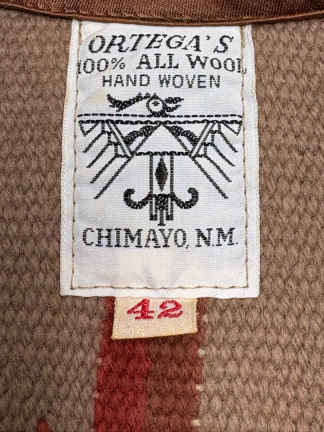 ORTEGA'S
100% ALL WOOL
HAND WOVEN
CHIMAYO, N.M.
42